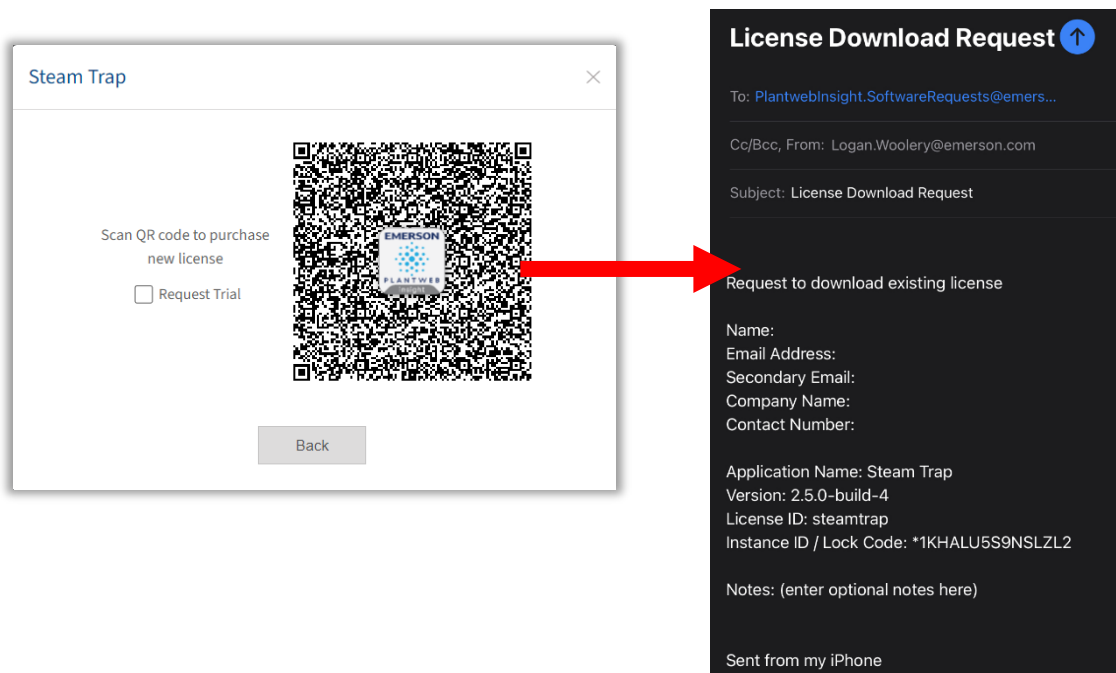 Steam Trap
Scan QR code to purchase
new license
Request Trial
EMERSON
PLANTWEB
Insight
Back
License Download Request
To: PlantwebInsight.SoftwareRequests@emers...
Cc/Bcc, From: Logan.Woolery@emerson.com
Subject: License Download Request
Request to download existing license
Name:
Email Address:
Secondary Email:
Company Name:
Contact Number:
Application Name: Steam Trap
Version: 2.5.0-build-4
License ID: steamtrap
Instance ID / Lock Code: *1KHALU5S9NSLZL2
Notes: (enter optional notes here)
Sent from my iPhone